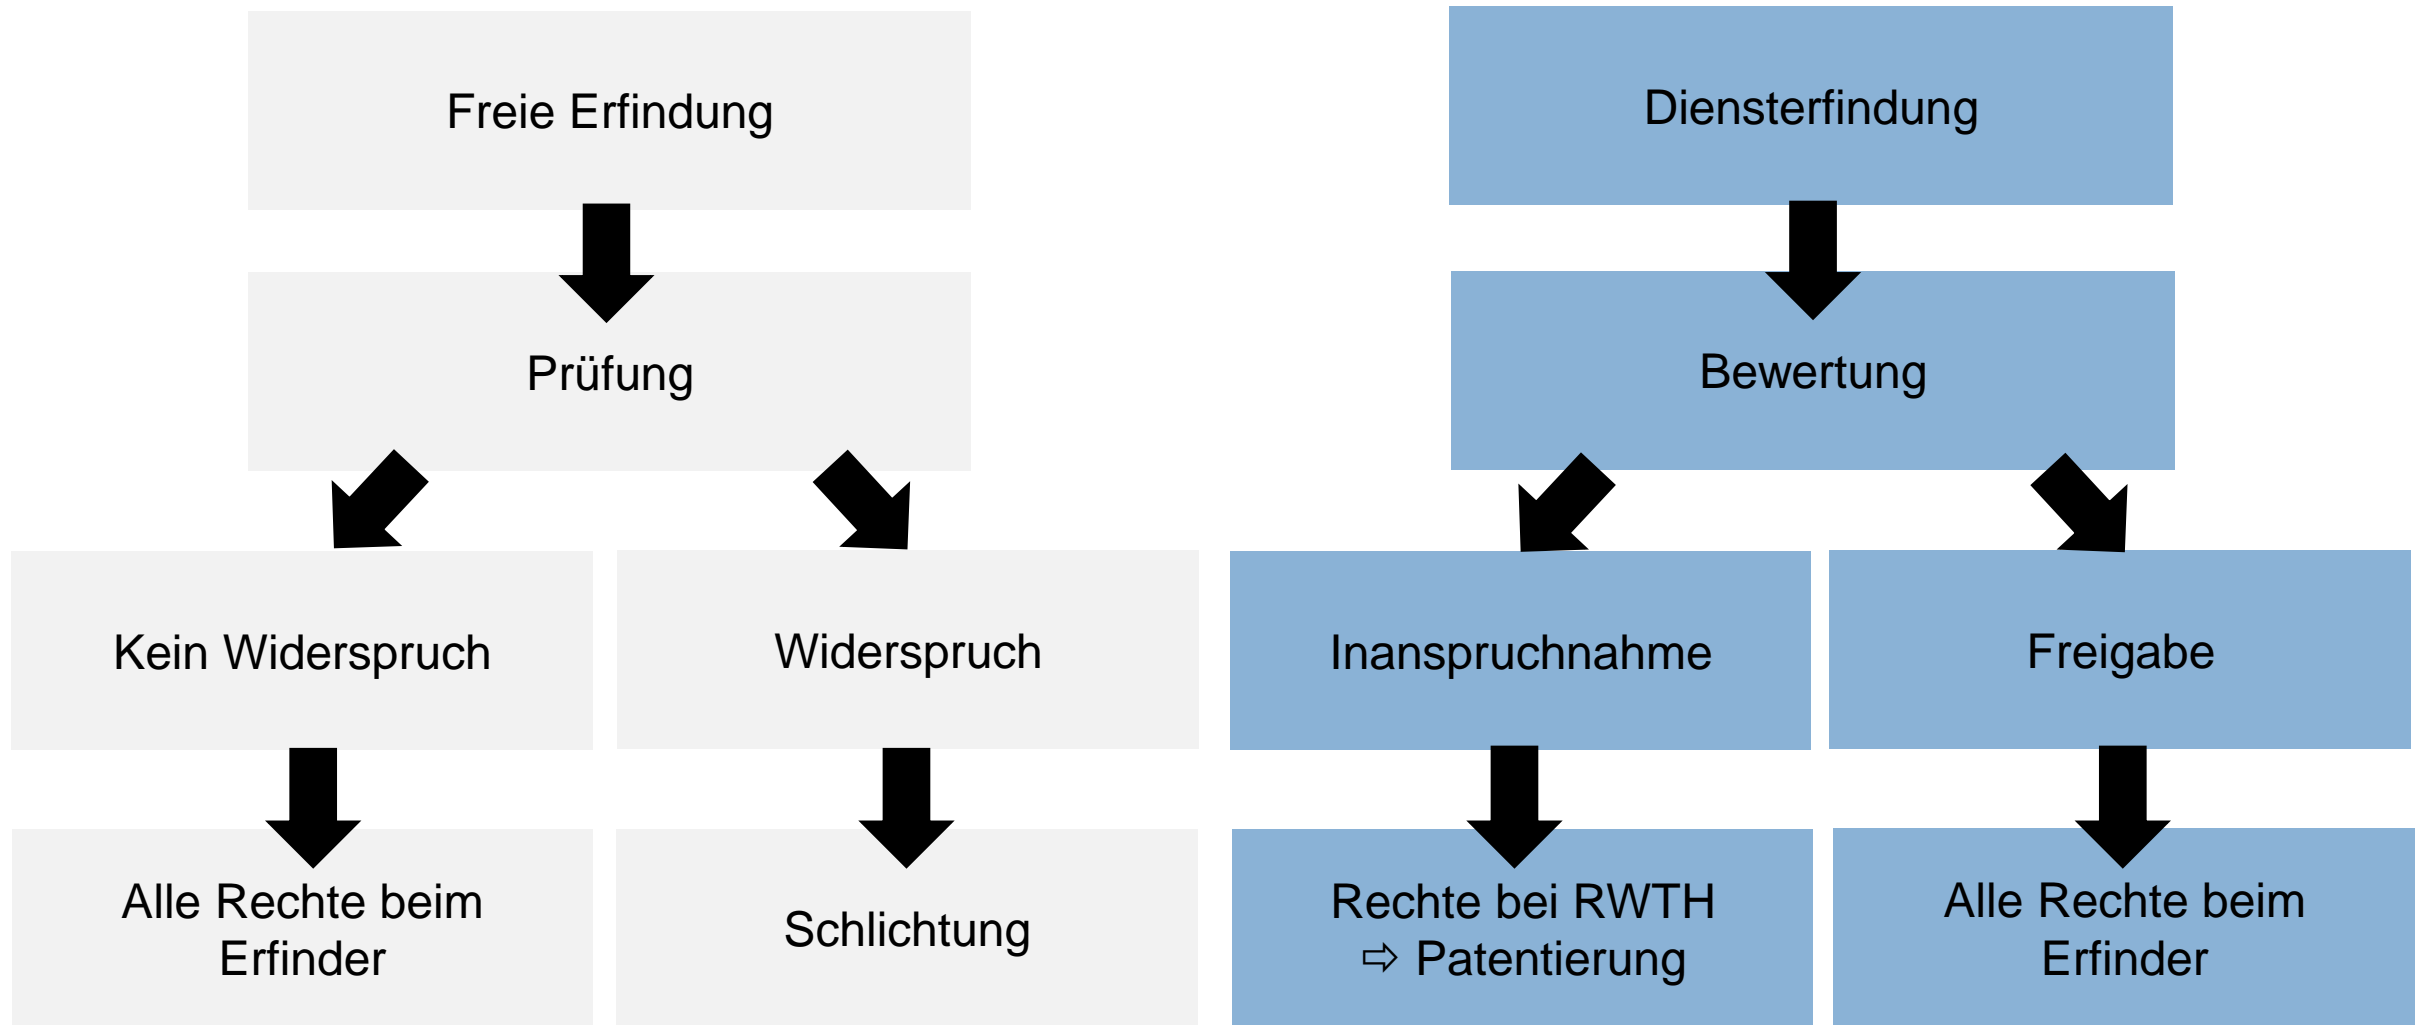 Freie Erfindung
Diensterfindung
Prüfung
Bewertung
Kein Widerspruch
Widerspruch
Inanspruchnahme
Freigabe
Alle Rechte beim
Erfinder
Schlichtung
Rechte bei RWTH
⇨ Patentierung
Alle Rechte beim
Erfinder